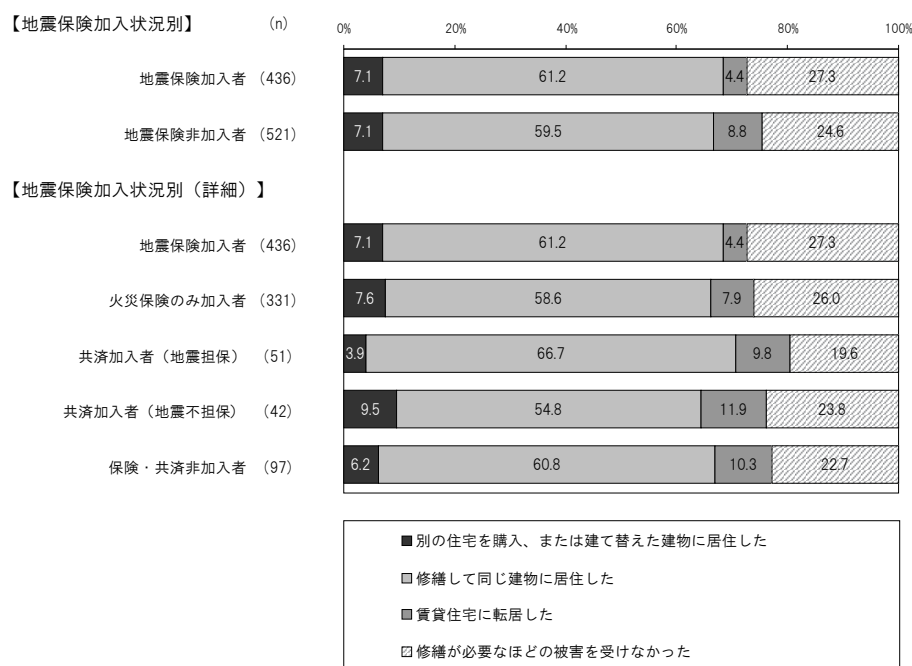 【地震保険加入状況別】 (n)
0% 20% 40% 60% 80% 100%
地震保険加入者 (436) 7.1 61.2 4.4 27.3
地震保険非加入者 (521) 7.1 59.5 8.8 24.6
【地震保険加入状況別（詳細）】
地震保険加入者 (436) 7.1 61.2 4.4 27.3
火災保険のみ加入者 (331) 7.6 58.6 7.9 26.0
共済加入者（地震担保） (51) 3.9 66.7 9.8 19.6
共済加入者（地震不担保） (42) 9.5 54.8 11.9 23.8
保険・共済非加入者 (97) 6.2 60.8 10.3 22.7
別の住宅を購入、または建て替えた建物に居住した
修繕して同じ建物に居住した
賃貸住宅に転居した
修繕が必要なほどの被害を受けなかった